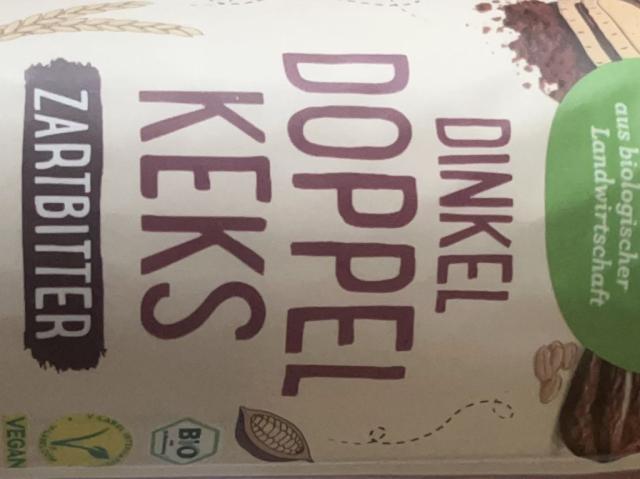 aus biologischer
Landwirtschaft
DINKEL
DOPPEL
KEKS
ZARTBITTER
BIO
VEGAN